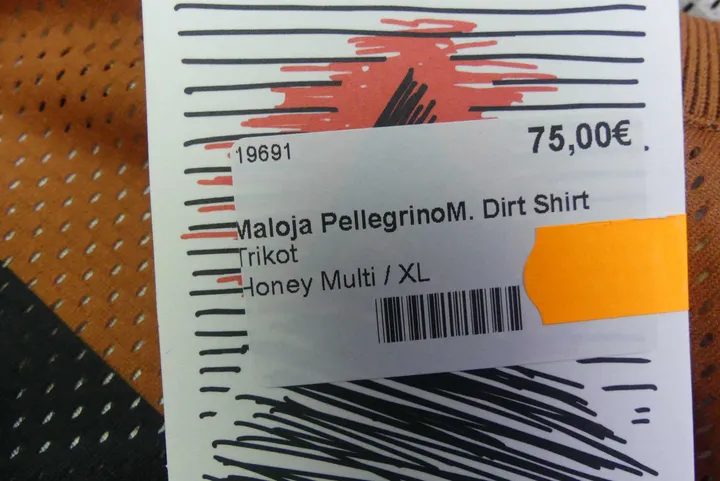 19691
75,00€
Maloja PellegrinoM. Dirt Shirt
Trikot
Honey Multi / XL